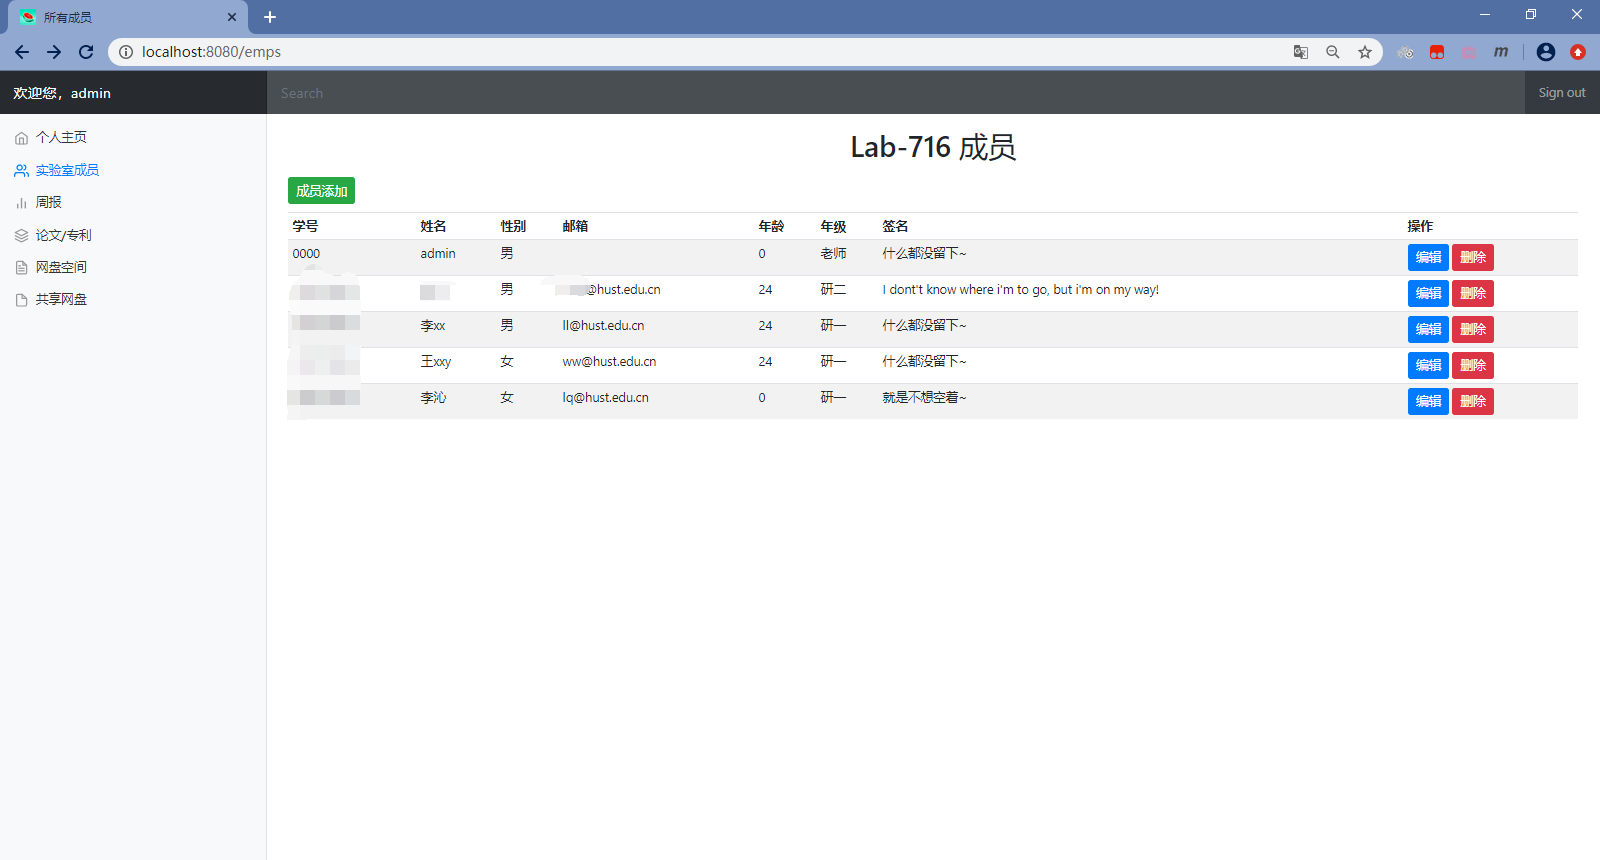 所有成员
localhost:8080/emps
欢迎您，admin
Search
Sign out
个人主页
实验室成员
周报
论文/专利
网盘空间
共享网盘
Lab-716 成员
成员添加
学号 姓名 性别 邮箱 年龄 年级 签名 操作
0000 admin 男 0 老师 什么都没留下~ 编辑 删除
男 @hust.edu.cn 24 研二 I dont't know where i'm to go, but i'm on my way! 编辑 删除
李xx 男 ll@hust.edu.cn 24 研一 什么都没留下~ 编辑 删除
王xxy 女 ww@hust.edu.cn 24 研一 什么都没留下~ 编辑 删除
李沁 女 lq@hust.edu.cn 0 研一 就是不想空着~ 编辑 删除